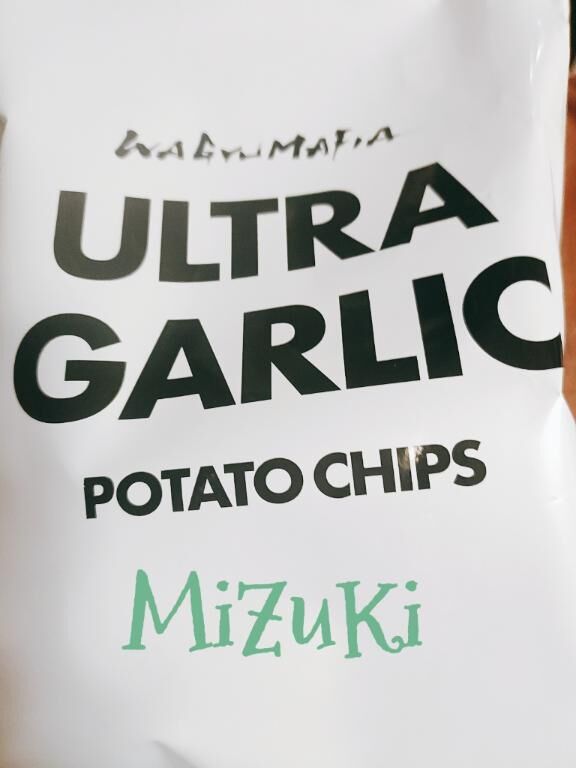 WAGYUMAFIA
ULTRA
GARLIC
POTATO CHIPS
MiZuKi